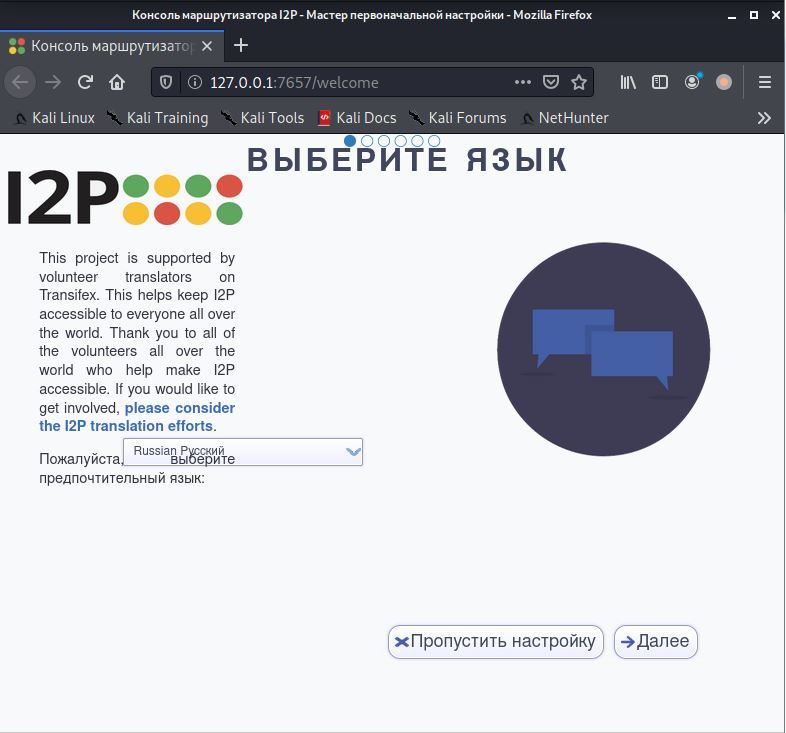 Консоль маршрутизатора I2P - Мастер первоначальной настройки - Mozilla Firefox
Консоль маршрутизатор
127.0.0.1:7657/welcome
Kali Linux Kali Training Kali Tools Kali Docs Kali Forums NetHunter
ВЫБЕРИТЕ ЯЗЫК
I2P
This project is supported by
volunteer translators on
Transifex. This helps keep I2P
accessible to everyone all over
the world. Thank you to all of
the volunteers all over the
world who help make I2P
accessible. If you would like to
get involved, please consider
the I2P translation efforts.
Russian Русский
Пожалуйста, выберите
предпочтительный язык:
Пропустить настройку Далее